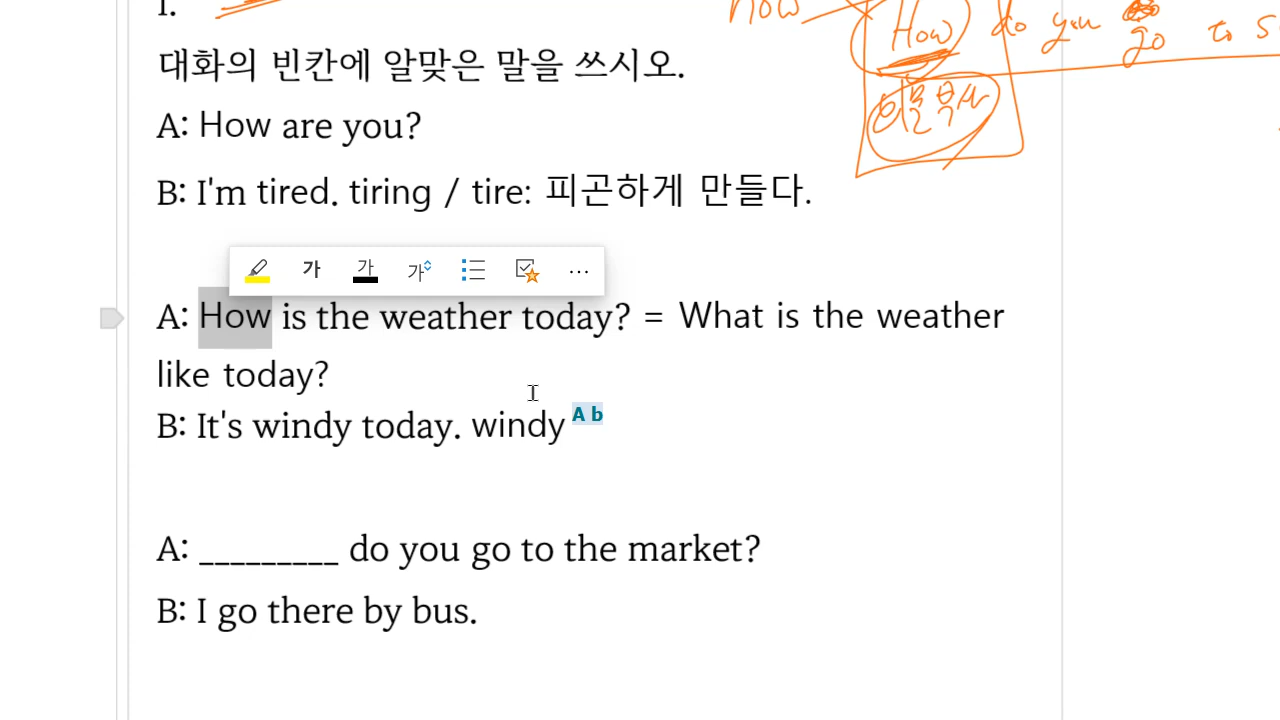 1.
how
How do you go to s
의문부사
대화의 빈칸에 알맞은 말을 쓰시오.
A: How are you?
B: I'm tired. tiring / tire: 피곤하게 만들다.
가 가 가 ...
A: How is the weather today? = What is the weather
like today?
B: It's windy today. windy A b
A: _________ do you go to the market?
B: I go there by bus.